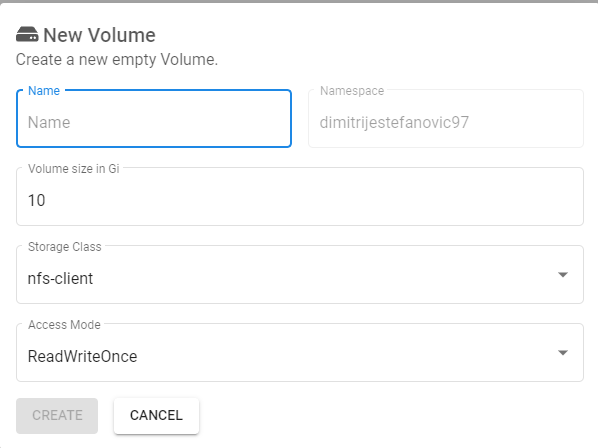 New Volume
Create a new empty Volume.
Name
Namespace
Name
dimitrijestefanovic97
Volume size in Gi
10
Storage Class
nfs-client
Access Mode
ReadWriteOnce
CREATE
CANCEL